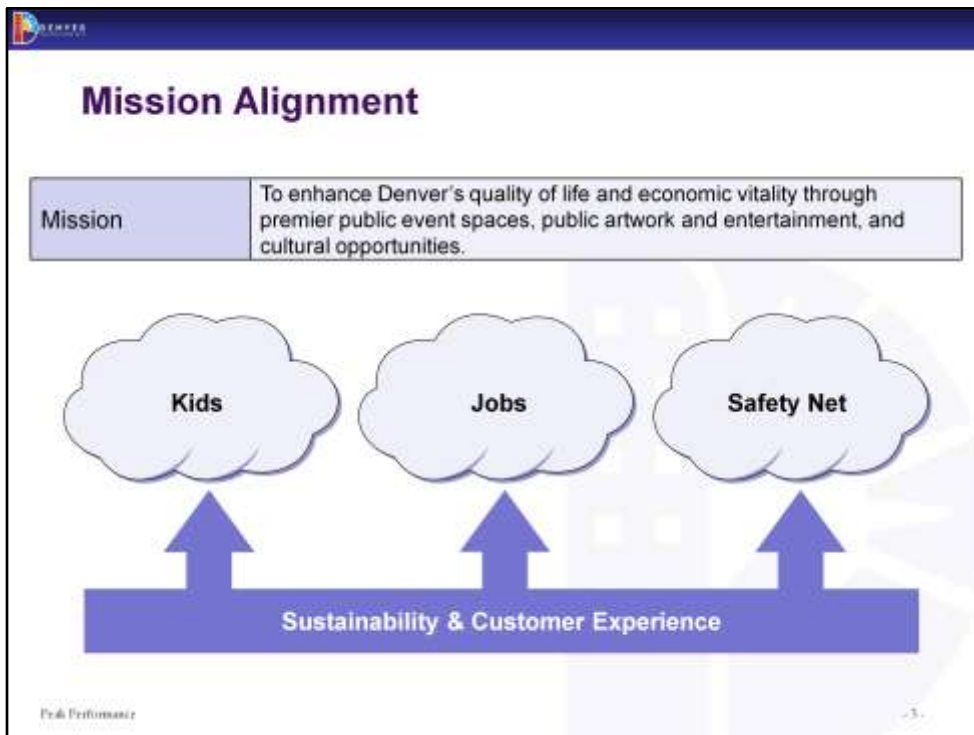 DENVER
Mission Alignment
Mission
To enhance Denver's quality of life and economic vitality through
premier public event spaces, public artwork and entertainment, and
cultural opportunities.
Kids
Jobs
Safety Net
Sustainability & Customer Experience
Peak Performance
- 3 -